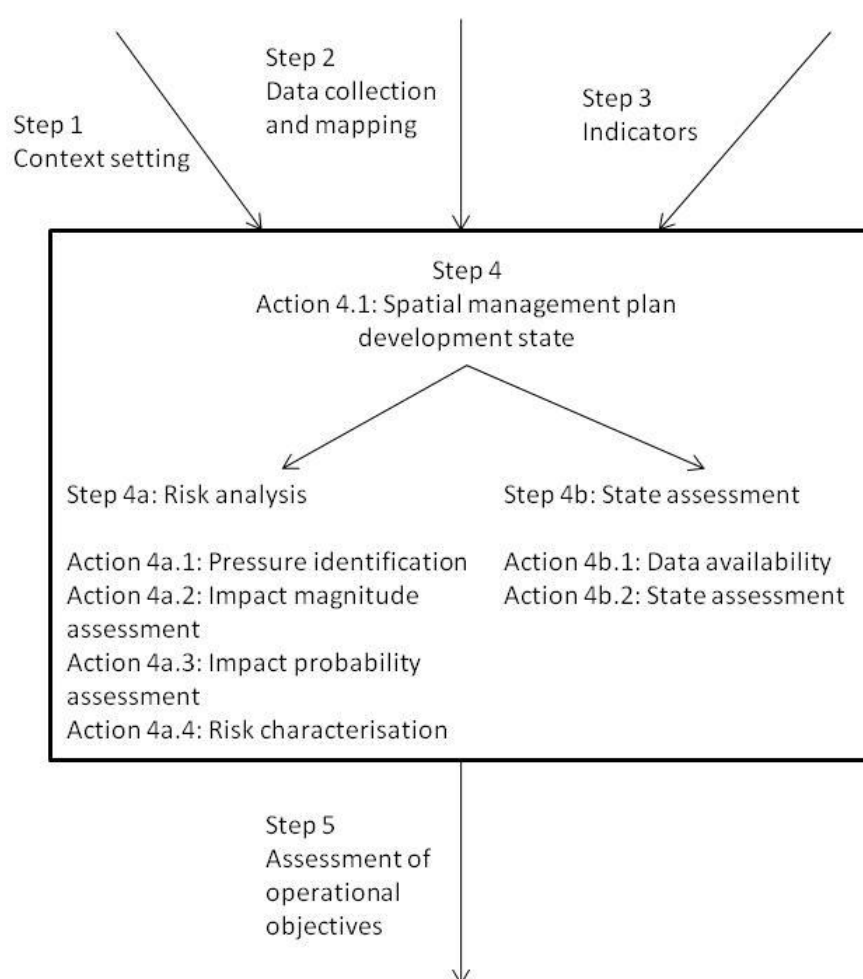 Step 1
Context setting
Step 2
Data collection
and mapping
Step 3
Indicators
Step 4
Action 4.1: Spatial management plan
development state
Step 4a: Risk analysis
Action 4a.1: Pressure identification
Action 4a.2: Impact magnitude
assessment
Action 4a.3: Impact probability
assessment
Action 4a.4: Risk characterisation
Step 4b: State assessment
Action 4b.1: Data availability
Action 4b.2: State assessment
Step 5
Assessment of
operational
objectives